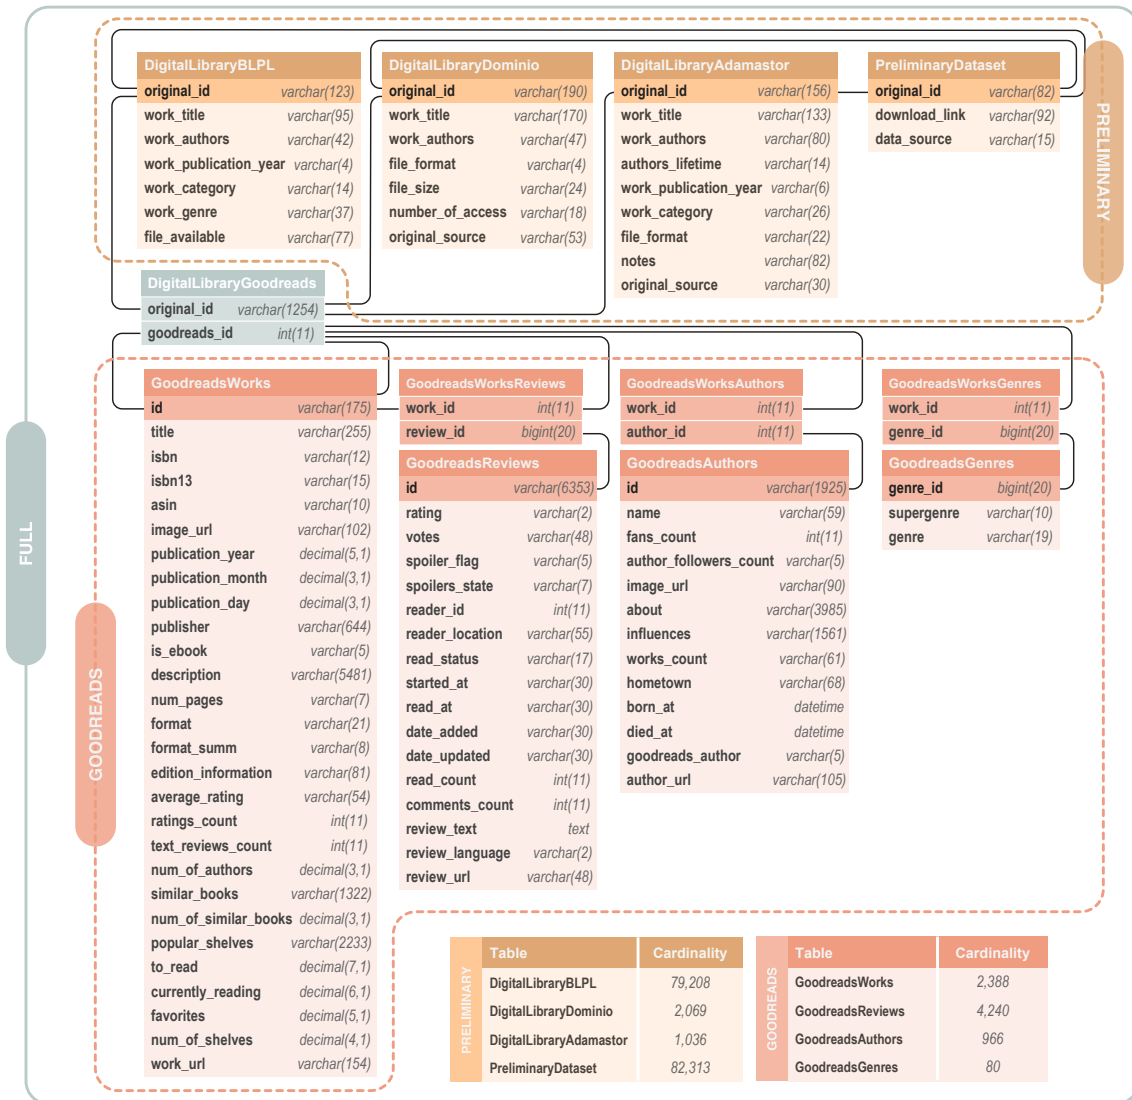 DigitalLibraryBLPL
original_id varchar(123)
work_title varchar(95)
work_authors varchar(42)
work_publication_year varchar(4)
work_category varchar(14)
work_genre varchar(37)
file_available varchar(77)
DigitalLibraryDominio
original_id varchar(190)
work_title varchar(170)
work_authors varchar(47)
file_format varchar(4)
file_size varchar(24)
number_of_access varchar(18)
original_source varchar(53)
DigitalLibraryAdamastor
original_id varchar(156)
work_title varchar(133)
work_authors varchar(80)
authors_lifetime varchar(14)
work_publication_year varchar(6)
work_category varchar(26)
file_format varchar(22)
notes varchar(82)
original_source varchar(30)
PreliminaryDataset
original_id varchar(82)
download_link varchar(92)
data_source varchar(15)
PRELIMINARY
DigitalLibraryGoodreads
original_id varchar(1254)
goodreads_id int(11)
FULL
GOODREADS
GoodreadsWorks
id varchar(175)
title varchar(255)
isbn varchar(12)
isbn13 varchar(15)
asin varchar(10)
image_url varchar(102)
publication_year decimal(5,1)
publication_month decimal(3,1)
publication_day decimal(3,1)
publisher varchar(644)
is_ebook varchar(5)
description varchar(5481)
num_pages varchar(7)
format varchar(21)
format_summ varchar(8)
edition_information varchar(81)
average_rating varchar(54)
ratings_count int(11)
text_reviews_count int(11)
num_of_authors decimal(3,1)
similar_books varchar(1322)
num_of_similar_books decimal(3,1)
popular_shelves varchar(2233)
to_read decimal(7,1)
currently_reading decimal(6,1)
favorites decimal(5,1)
num_of_shelves decimal(4,1)
work_url varchar(154)
GoodreadsWorksReviews
work_id int(11)
review_id bigint(20)
GoodreadsReviews
id varchar(6353)
rating varchar(2)
votes varchar(48)
spoiler_flag varchar(5)
spoilers_state varchar(7)
reader_id int(11)
reader_location varchar(55)
read_status varchar(17)
started_at varchar(30)
read_at varchar(30)
date_added varchar(30)
date_updated varchar(30)
read_count int(11)
comments_count int(11)
review_text text
review_language varchar(2)
review_url varchar(48)
GoodreadsWorksAuthors
work_id int(11)
author_id int(11)
GoodreadsAuthors
id varchar(1925)
name varchar(59)
fans_count int(11)
author_followers_count varchar(5)
image_url varchar(90)
about varchar(3985)
influences varchar(1561)
works_count varchar(61)
hometown varchar(68)
born_at datetime
died_at datetime
goodreads_author varchar(5)
author_url varchar(105)
GoodreadsWorksGenres
work_id int(11)
genre_id bigint(20)
GoodreadsGenres
genre_id bigint(20)
supergenre varchar(10)
genre varchar(19)
PRELIMINARY
Table Cardinality
DigitalLibraryBLPL 79,208
DigitalLibraryDominio 2,069
DigitalLibraryAdamastor 1,036
PreliminaryDataset 82,313
GOODREADS
Table Cardinality
GoodreadsWorks 2,388
GoodreadsReviews 4,240
GoodreadsAuthors 966
GoodreadsGenres 80